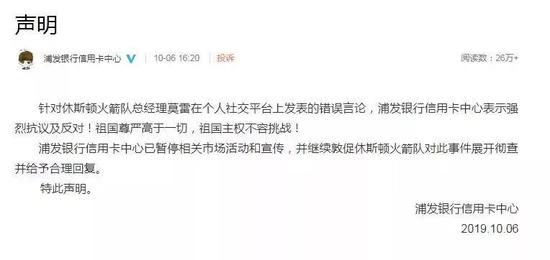 声明
浦发银行信用卡中心 10-06 16:20 投诉 阅读数：26万+
针对休斯顿火箭队总经理莫雷在个人社交平台上发表的错误言论，浦发银行信用卡中心表示强
烈抗议及反对！祖国尊严高于一切，祖国主权不容挑战！
浦发银行信用卡中心已暂停相关市场活动和宣传，并继续敦促休斯顿火箭队对此事件展开彻查
并给予合理回复。
特此声明。
浦发银行信用卡中心
2019.10.06